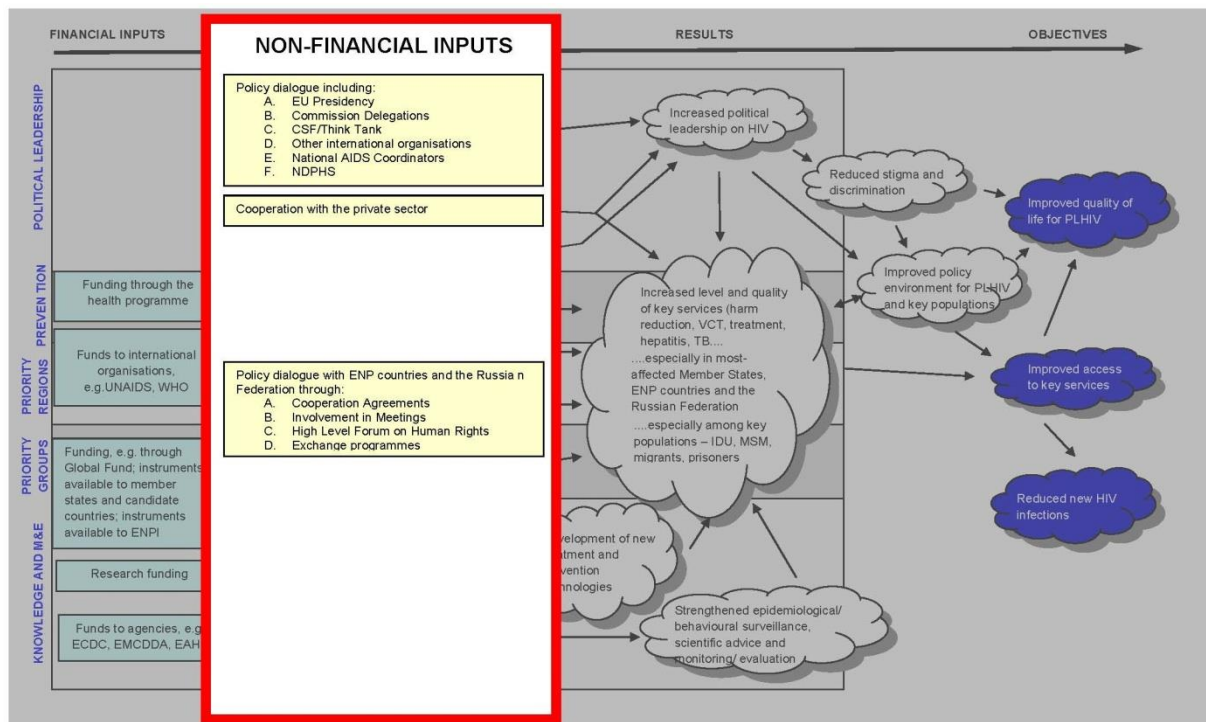 FINANCIAL INPUTS
NON-FINANCIAL INPUTS
RESULTS
OBJECTIVES
POLITICAL LEADERSHIP
PREVENTION
PRIORITY
REGIONS
PRIORITY
GROUPS
KNOWLEDGE AND M&E
Funding through the
health programme
Funds to international
organisations,
e.g.UNAIDS, WHO
Funding, e.g. through
Global Fund; instruments
available to member
states and candidate
countries; instruments
available to ENPI
Research funding
Funds to agencies, e.g
ECDC, EMCDDA, EAH
Policy dialogue including:
A. EU Presidency
B. Commission Delegations
C. CSF/Think Tank
D. Other international organisations
E. National AIDS Coordinators
F. NDPHS
Cooperation with the private sector
Policy dialogue with ENP countries and the Russia n
Federation through:
A. Cooperation Agreements
B. Involvement in Meetings
C. High Level Forum on Human Rights
D. Exchange programmes
Increased political
leadership on HIV
Reduced stigma and
discrimination
Improved quality of
life for PLHIV
Improved policy
environment for PLHIV
and key populations
Increased level and quality
of key services (harm
reduction, VCT, treatment,
hepatitis, TB....
....especially in most-
affected Member States,
ENP countries and the
Russian Federation
....especially among key
populations – IDU, MSM,
migrants, prisoners
Improved access
to key services
Reduced new HIV
infections
velopment of new
atment and
vention
hnologies
Strengthened epidemiological/
behavioural surveillance,
scientific advice and
monitoring/ evaluation